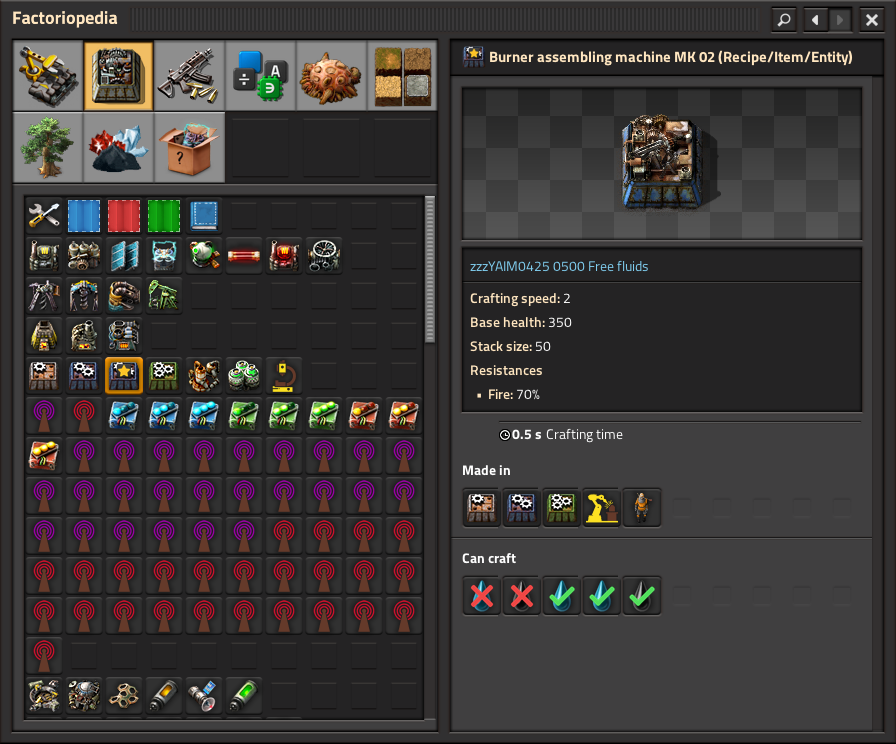 Factoriopedia
Burner assembling machine MK 02 (Recipe/Item/Entity)
zzzYAIM0425 0500 Free fluids
Crafting speed: 2
Base health: 350
Stack size: 50
Resistances
▪ Fire: 70%
0.5 s Crafting time
Made in
Can craft